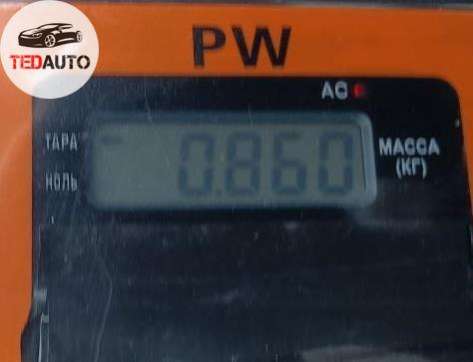 TEDAUTO
PW
AC
ТАРА
0.860
МАССА
(КГ)
НОЛЬ